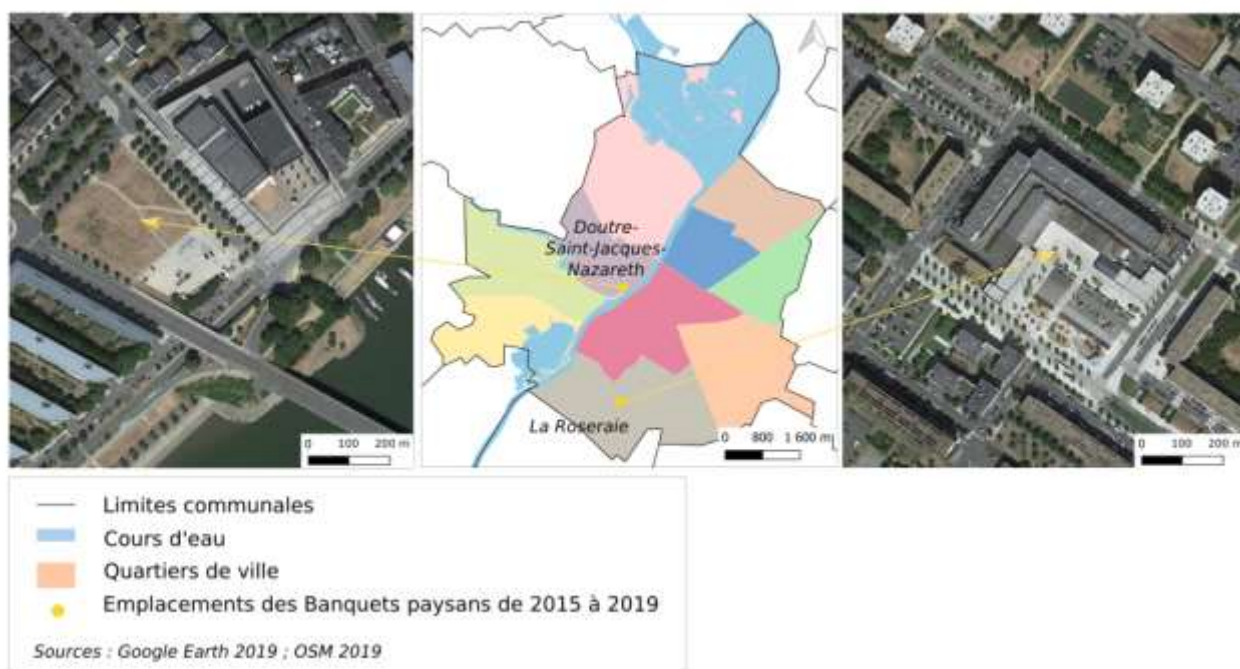 Doutre-
Saint-Jacques-
Nazareth
La Roseraie
0 100 200 m
0 800 1 600 m
0 100 200 m
Limites communales
Cours d'eau
Quartiers de ville
Emplacements des Banquets paysans de 2015 à 2019
Sources : Google Earth 2019 ; OSM 2019